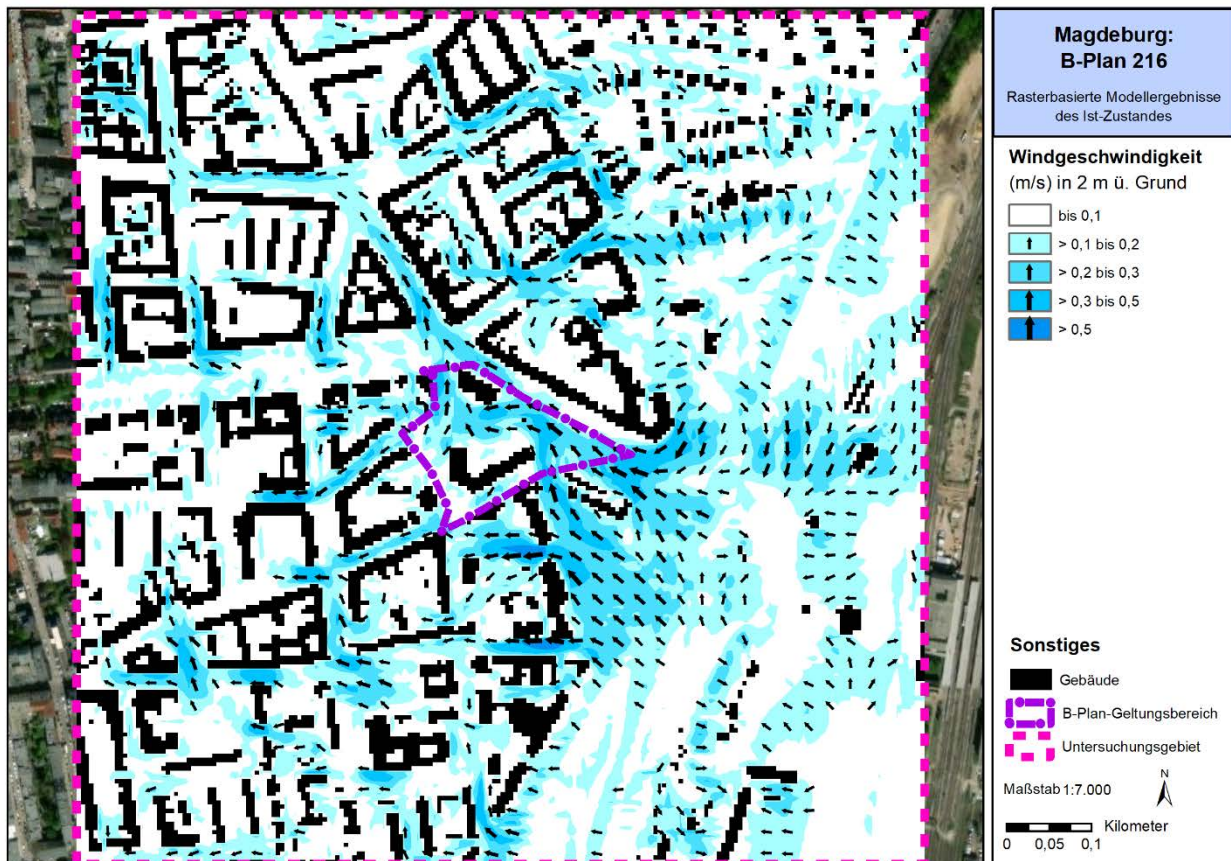 Magdeburg:
B-Plan 216
Rasterbasierte Modellergebnisse
des Ist-Zustandes
Windgeschwindigkeit
(m/s) in 2 m ü. Grund
bis 0,1
> 0,1 bis 0,2
> 0,2 bis 0,3
> 0,3 bis 0,5
> 0,5
Sonstiges
Gebäude
B-Plan-Geltungsbereich
Untersuchungsgebiet
Maßstab 1:7.000
N
Kilometer
0 0,05 0,1